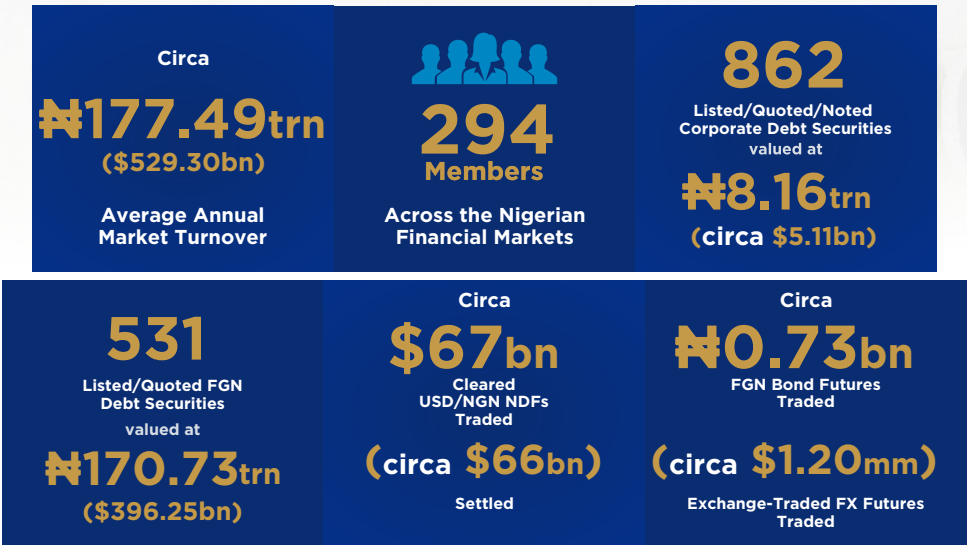 Circa
₦177.49trn
($529.30bn)
Average Annual
Market Turnover
294
Members
Across the Nigerian
Financial Markets
862
Listed/Quoted/Noted
Corporate Debt Securities
valued at
₦8.16trn
(circa $5.11bn)
531
Listed/Quoted FGN
Debt Securities
valued at
₦170.73trn
($396.25bn)
Circa
$67bn
Cleared
USD/NGN NDFs
Traded
(circa $66bn)
Settled
Circa
₦0.73bn
FGN Bond Futures
Traded
(circa $1.20mm)
Exchange-Traded FX Futures
Traded